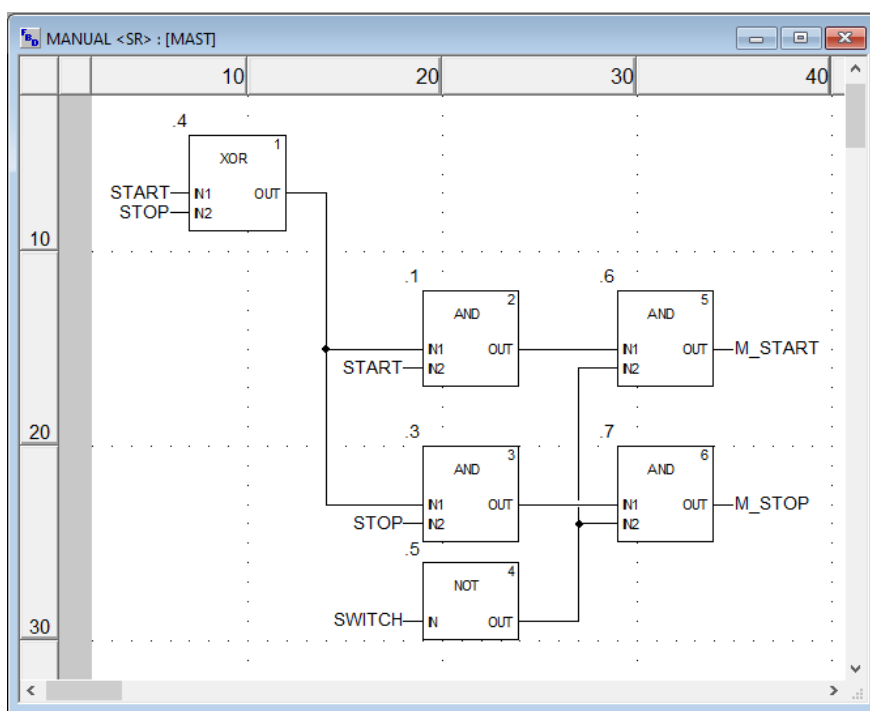 FBD MANUAL <SR> : [MAST]
10 20 30 40
.4
1
XOR
START IN1 OUT
STOP IN2
10
.1 .6
2 5
AND AND
IN1 OUT IN1 OUT M_START
START IN2 IN2
20
.3 .7
3 6
AND AND
IN1 OUT IN1 OUT M_STOP
STOP IN2 IN2
.5
4
NOT
SWITCH IN OUT
30